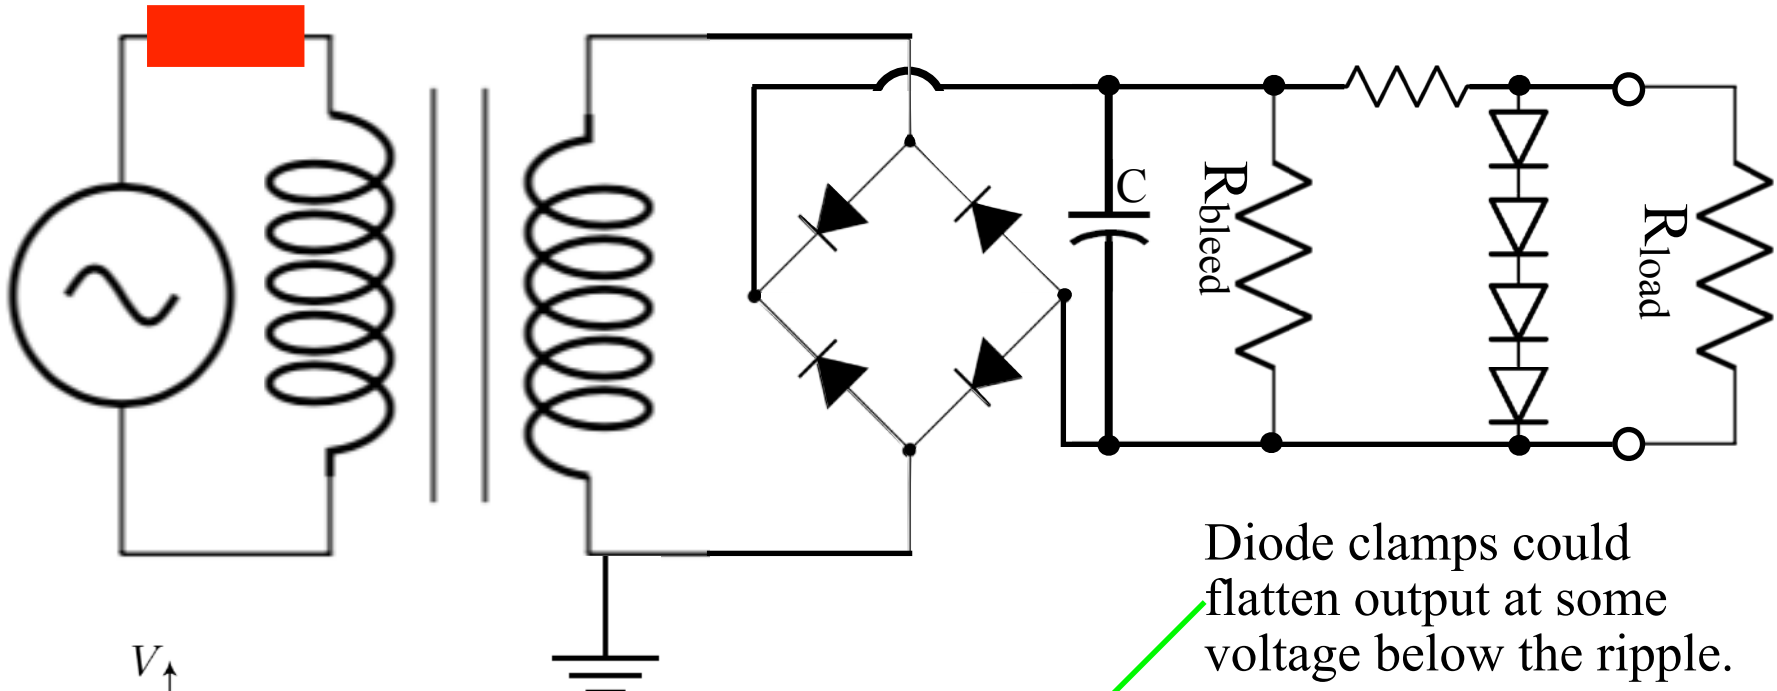 C
Rbleed
Rload
Diode clamps could
flatten output at some
voltage below the ripple.
V